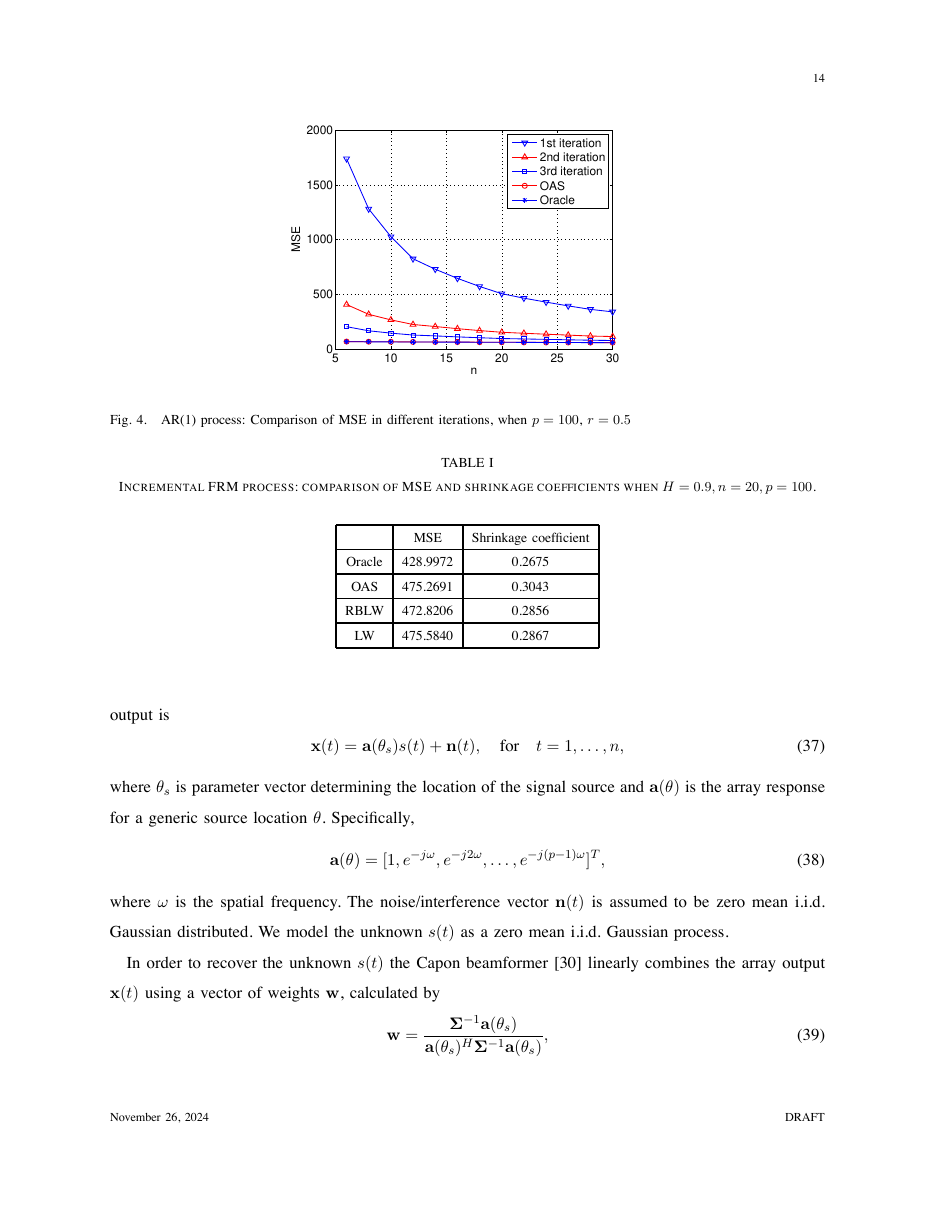 14
2000
1500
1000
500
0
MSE
5 10 15 20 25 30
n
1st iteration
2nd iteration
3rd iteration
OAS
Oracle
Fig. 4. AR(1) process: Comparison of MSE in different iterations, when p = 100, r = 0.5
TABLE I
INCREMENTAL FRM PROCESS: COMPARISON OF MSE AND SHRINKAGE COEFFICIENTS WHEN H = 0.9, n = 20, p = 100.
MSE Shrinkage coefficient
Oracle 428.9972 0.2675
OAS 475.2691 0.3043
RBLW 472.8206 0.2856
LW 475.5840 0.2867
output is
x(t) = a(θ_s)s(t) + n(t), for t = 1, . . . , n, (37)
where θ_s is parameter vector determining the location of the signal source and a(θ) is the array response
for a generic source location θ. Specifically,
a(θ) = [1, e^{−jω}, e^{−j2ω}, . . . , e^{−j(p−1)ω}]^T, (38)
where ω is the spatial frequency. The noise/interference vector n(t) is assumed to be zero mean i.i.d.
Gaussian distributed. We model the unknown s(t) as a zero mean i.i.d. Gaussian process.
In order to recover the unknown s(t) the Capon beamformer [30] linearly combines the array output
x(t) using a vector of weights w, calculated by
w = Σ^{−1}a(θ_s) / a(θ_s)^HΣ^{−1}a(θ_s), (39)
November 26, 2024 DRAFT